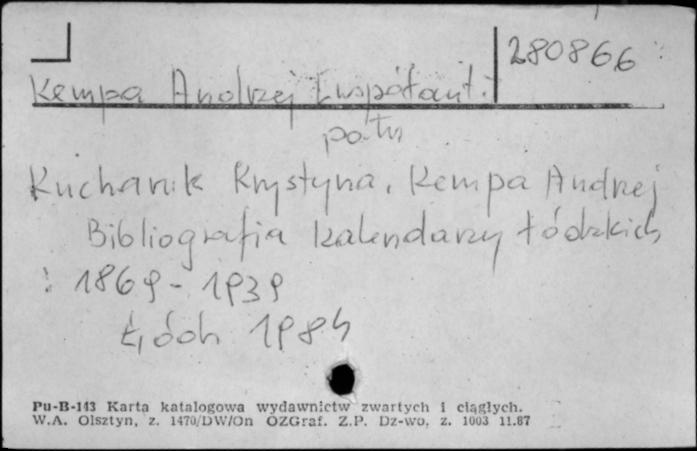 280866
Kempa Andrzej [współaut.]
patrz
Kucharnik Krystyna, Kempa Andrzej
Bibliografia kalendarzy łódzkich
: 1869 - 1939
Łódź 1984
Pu-B-143 Karta katalogowa wydawnictw zwartych i ciągłych.
W.A. Olsztyn, z. 1470/DW/On OZGraf. Z.P. Dz-wo, z. 1003 11.87